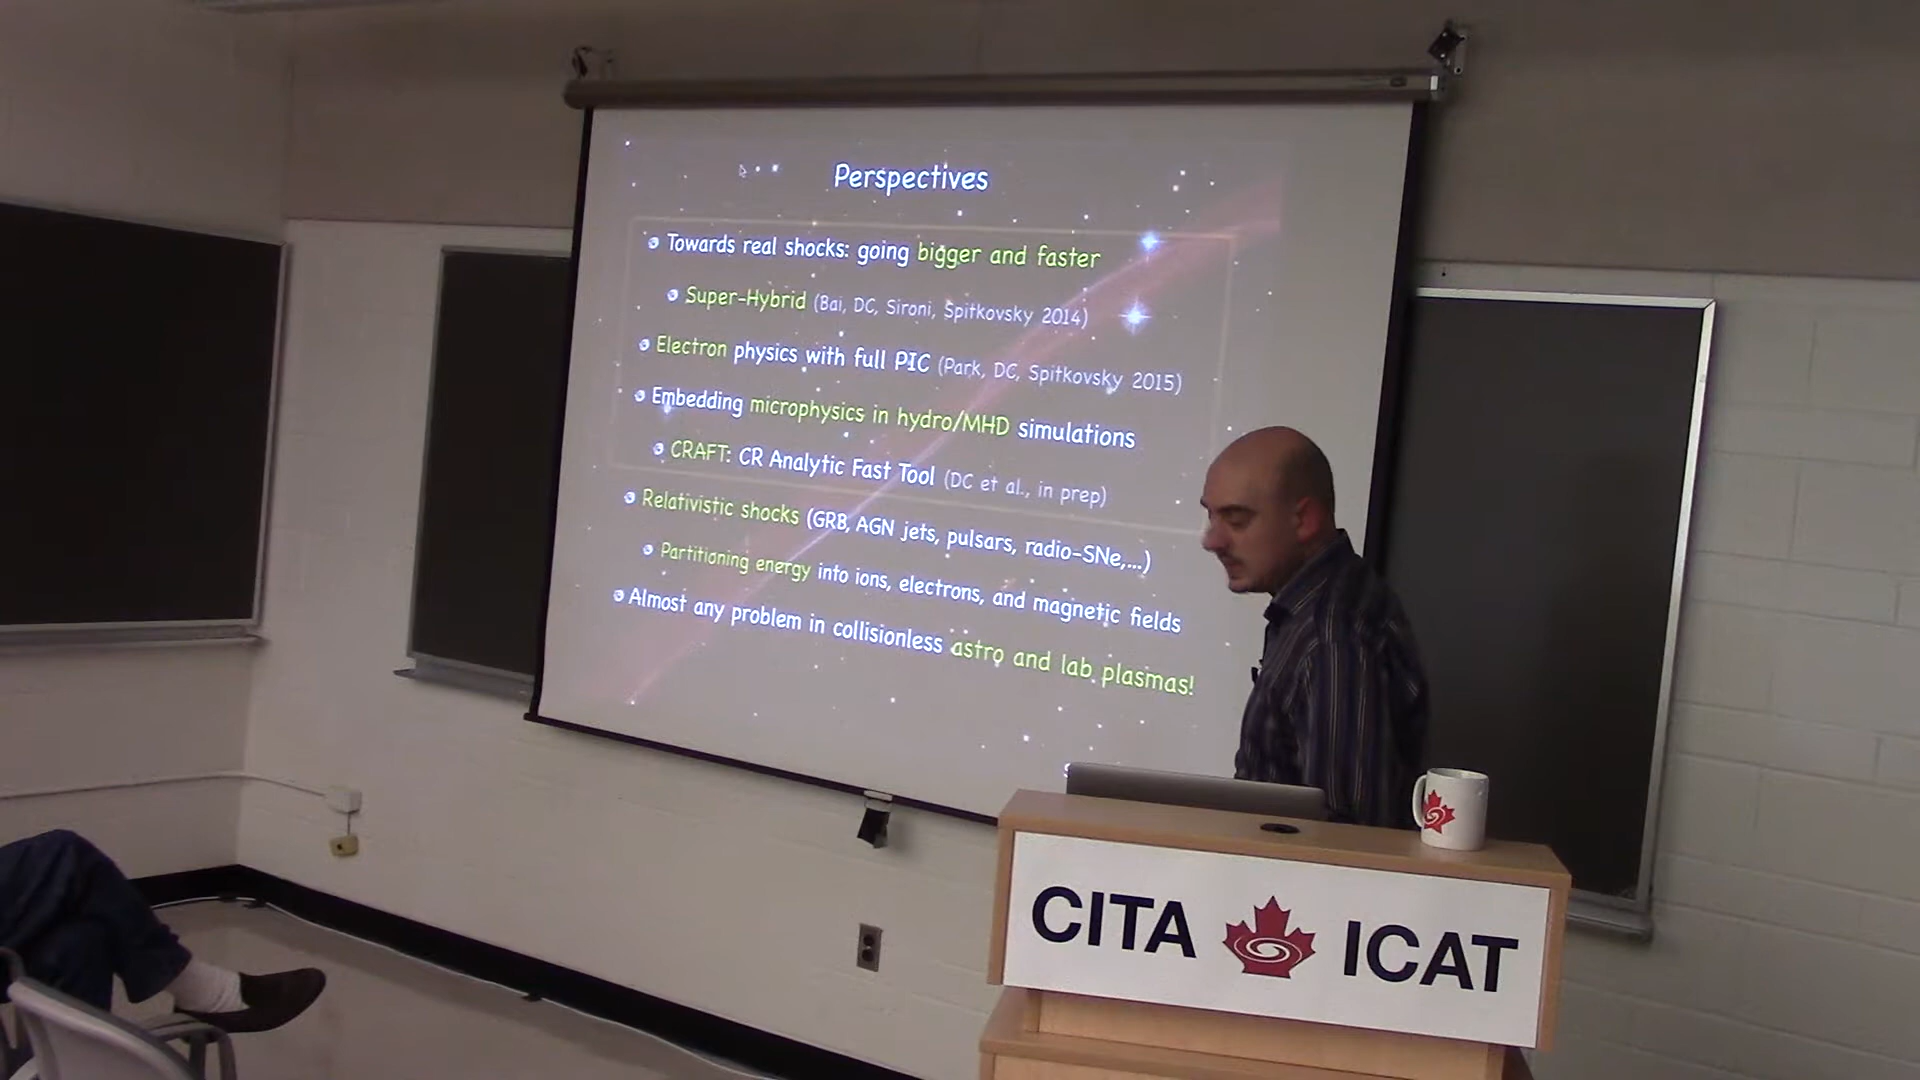 Perspectives
Towards real shocks: going bigger and faster
Super-Hybrid (Bai, DC, Sironi, Spitkovsky 2014)
Electron physics with full PIC (Park, DC, Spitkovsky 2015)
Embedding microphysics in hydro/MHD simulations
CRAFT: CR Analytic Fast Tool (DC et al., in prep)
Relativistic shocks (GRB, AGN jets, pulsars, radio-SNe,...)
Partitioning energy into ions, electrons, and magnetic fields
Almost any problem in collisionless astro and lab plasmas!
CITA ICAT